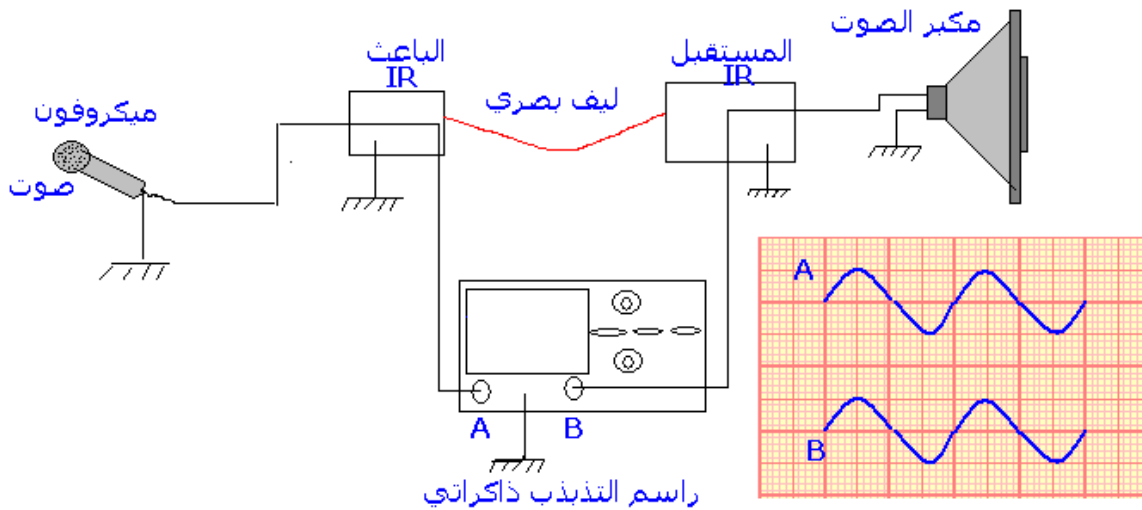 مكبر الصوت
الباعث
IR
المستقبل
IR
ليف بصري
ميكروفون
صوت
A
B
A
B
راسم التذبذب ذاكراتي